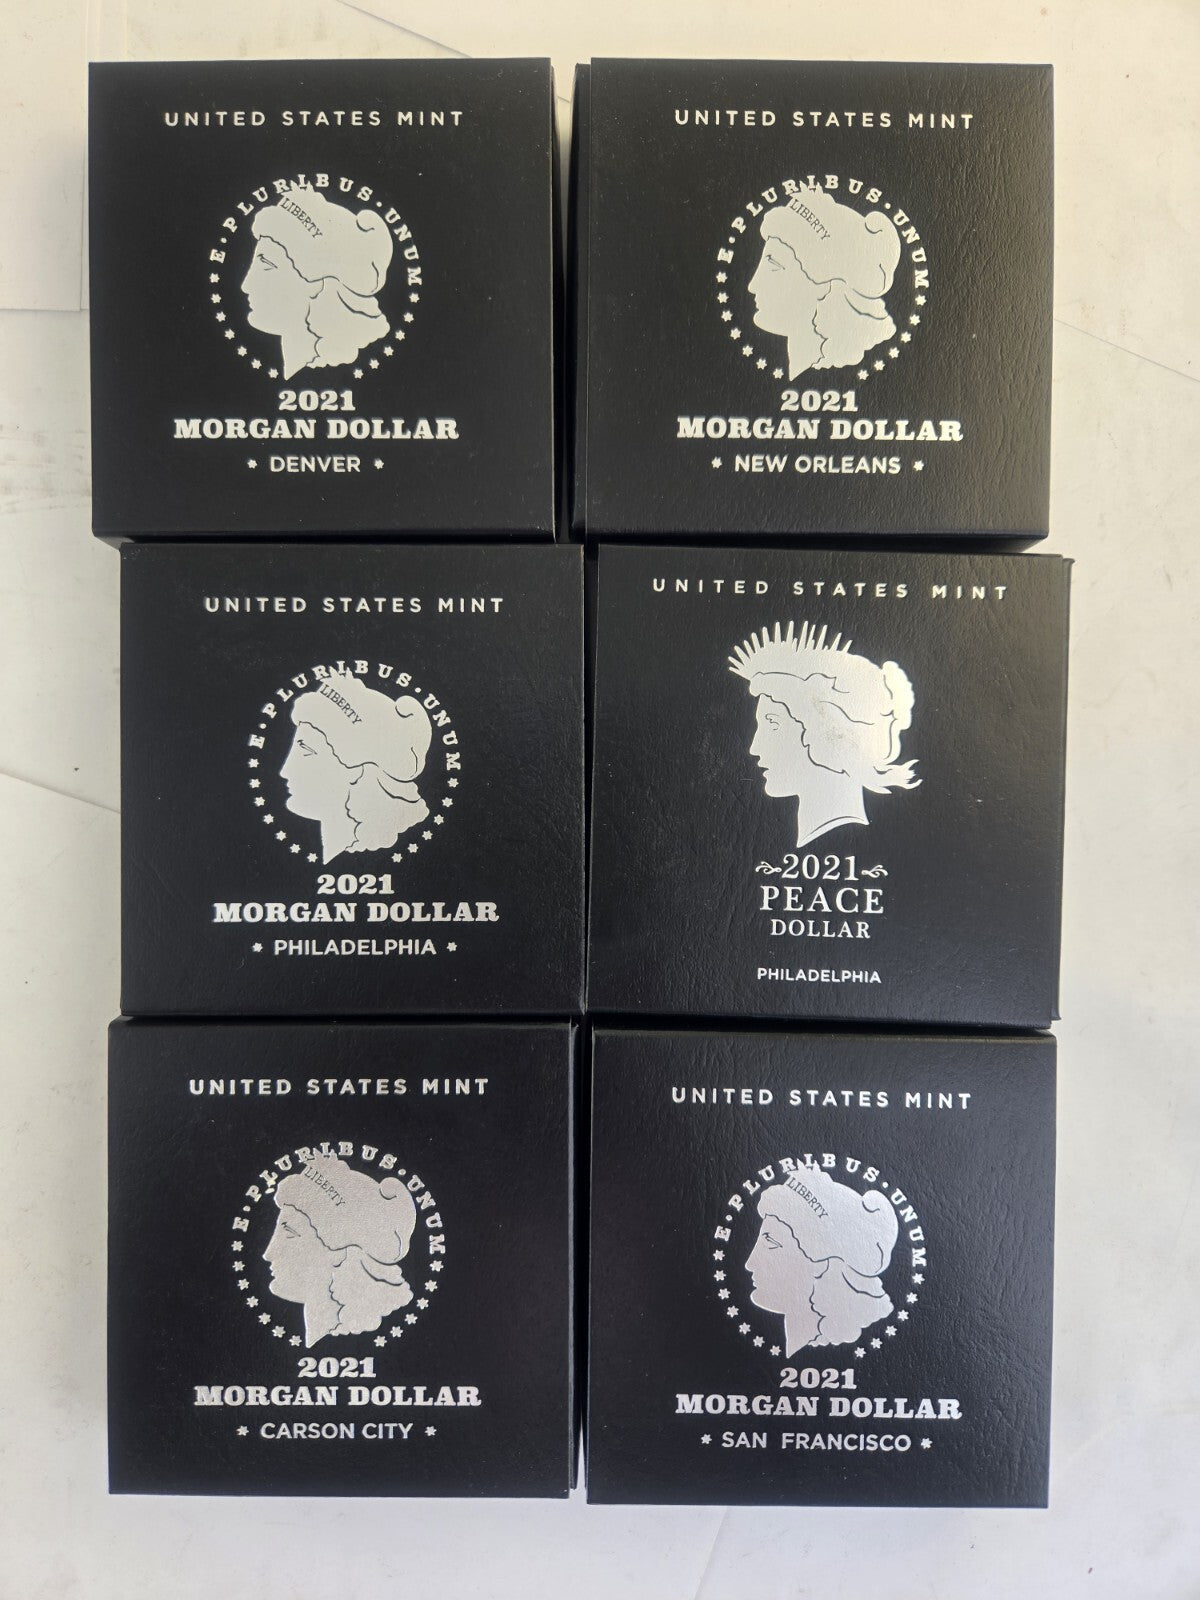 UNITED STATES MINT
E·PLURIBUS·UNUM
LIBERTY
2021
MORGAN DOLLAR
* DENVER *
UNITED STATES MINT
E·PLURIBUS·UNUM
LIBERTY
2021
MORGAN DOLLAR
* NEW ORLEANS *
UNITED STATES MINT
E·PLURIBUS·UNUM
LIBERTY
2021
MORGAN DOLLAR
* PHILADELPHIA *
UNITED STATES MINT
2021
PEACE
DOLLAR
PHILADELPHIA
UNITED STATES MINT
E·PLURIBUS·UNUM
LIBERTY
2021
MORGAN DOLLAR
* CARSON CITY *
UNITED STATES MINT
E·PLURIBUS·UNUM
LIBERTY
2021
MORGAN DOLLAR
* SAN FRANCISCO *